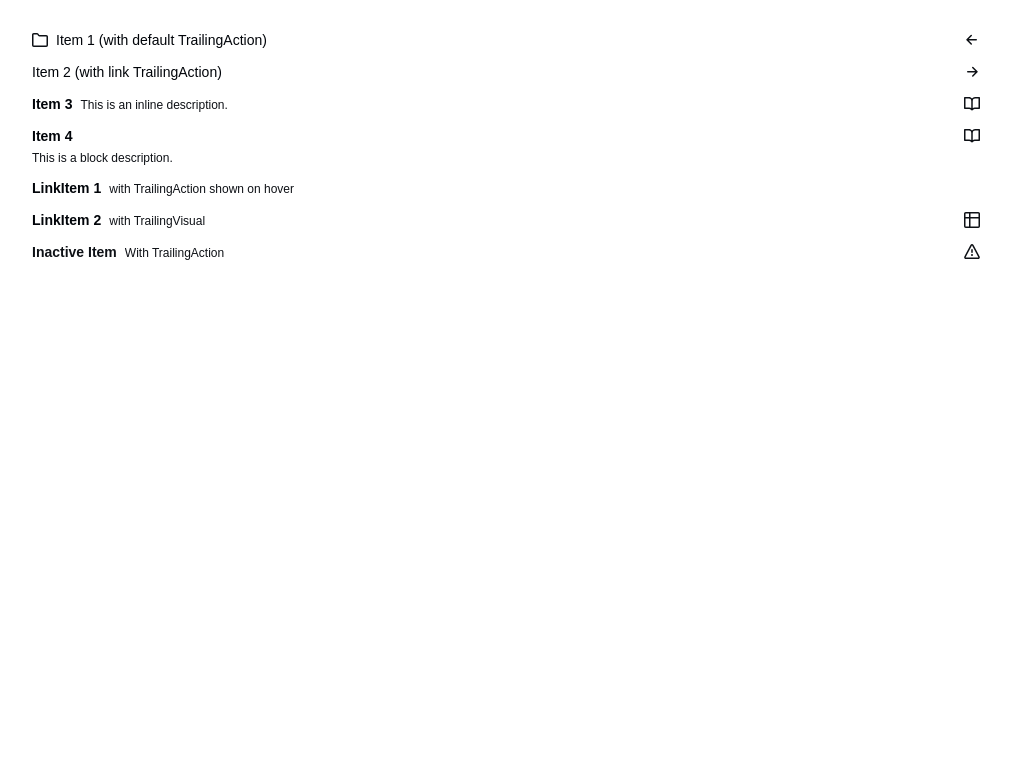 Item 1 (with default TrailingAction)
Item 2 (with link TrailingAction)
Item 3 This is an inline description.
Item 4
This is a block description.
LinkItem 1 with TrailingAction shown on hover
LinkItem 2 with TrailingVisual
Inactive Item With TrailingAction